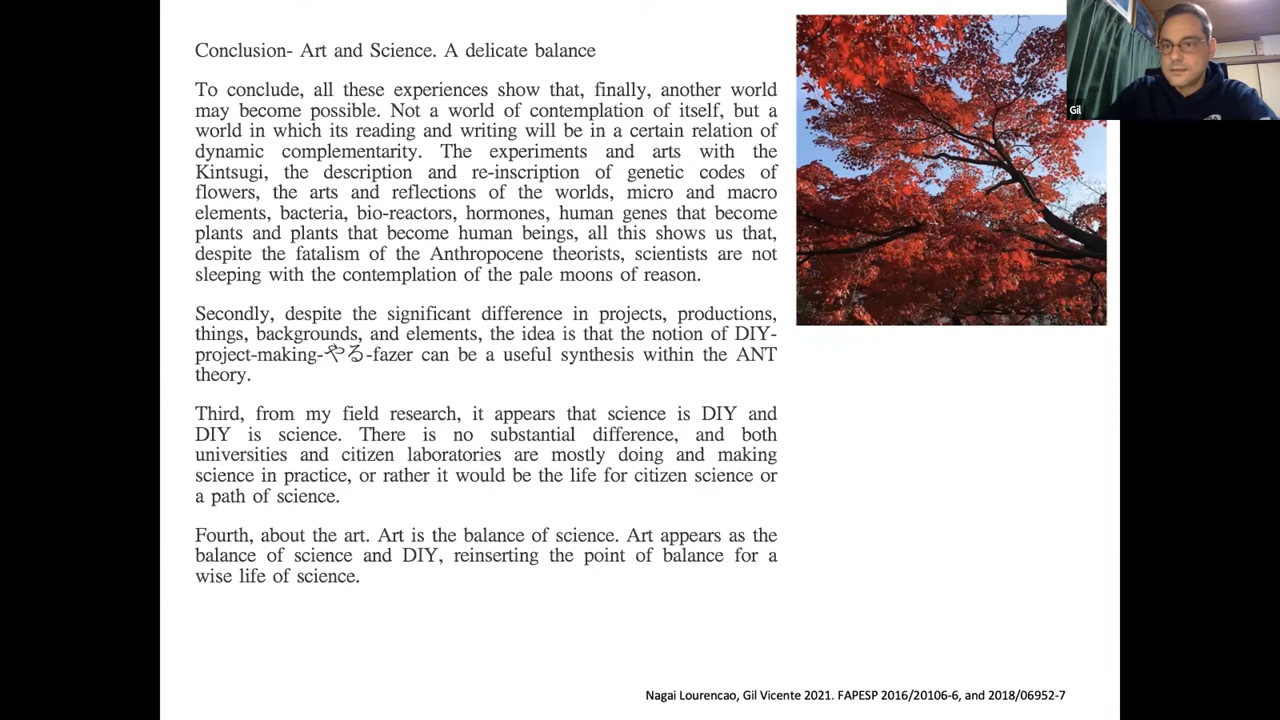 Conclusion- Art and Science. A delicate balance
To conclude, all these experiences show that, finally, another world
may become possible. Not a world of contemplation of itself, but a
world in which its reading and writing will be in a certain relation of
dynamic complementarity. The experiments and arts with the
Kintsugi, the description and re-inscription of genetic codes of
flowers, the arts and reflections of the worlds, micro and macro
elements, bacteria, bio-reactors, hormones, human genes that become
plants and plants that become human beings, all this shows us that,
despite the fatalism of the Anthropocene theorists, scientists are not
sleeping with the contemplation of the pale moons of reason.
Secondly, despite the significant difference in projects, productions,
things, backgrounds, and elements, the idea is that the notion of DIY-
project-making-やる-fazer can be a useful synthesis within the ANT
theory.
Third, from my field research, it appears that science is DIY and
DIY is science. There is no substantial difference, and both
universities and citizen laboratories are mostly doing and making
science in practice, or rather it would be the life for citizen science or
a path of science.
Fourth, about the art. Art is the balance of science. Art appears as the
balance of science and DIY, reinserting the point of balance for a
wise life of science.
Gil
Nagai Lourencao, Gil Vicente 2021. FAPESP 2016/20106-6, and 2018/06952-7